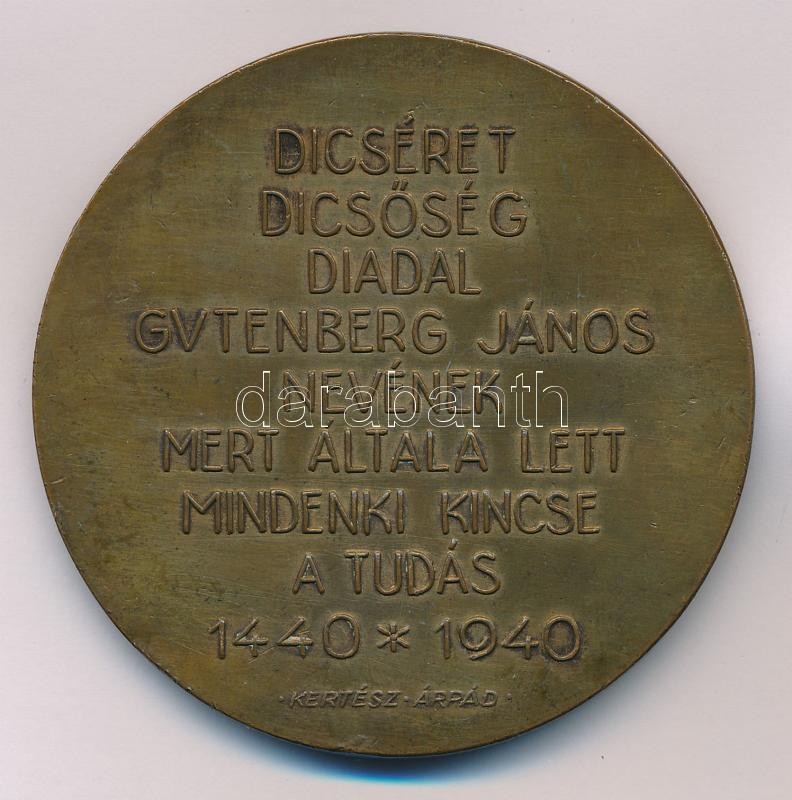 DICSÉRET
DICSŐSÉG
DIADAL
GVTENBERG JÁNOS
NEVÉNEK
darabanth
MERT ÁLTALA LETT
MINDENKI KINCSE
A TUDÁS
1440 * 1940
· KERTÉSZ · ÁRPÁD ·